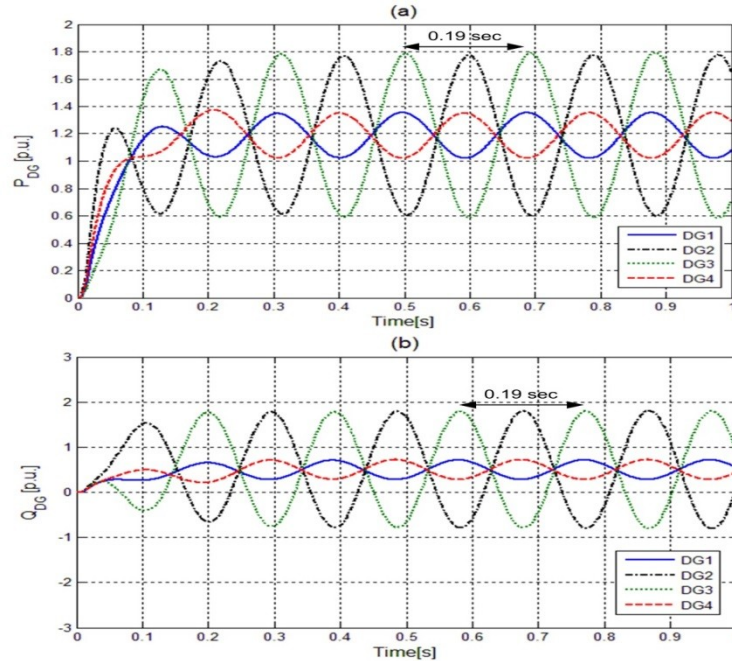 (a)
0.19 sec
2
1.8
1.6
1.4
1.2
1
0.8
0.6
0.4
0.2
0
P_DG [p.u.]
DG1
DG2
DG3
DG4
0 0.1 0.2 0.3 0.4 0.5 0.6 0.7 0.8 0.9 1
Time[s]
(b)
0.19 sec
3
2
1
0
-1
-2
-3
Q_DG [p.u.]
DG1
DG2
DG3
DG4
0 0.1 0.2 0.3 0.4 0.5 0.6 0.7 0.8 0.9
Time[s]